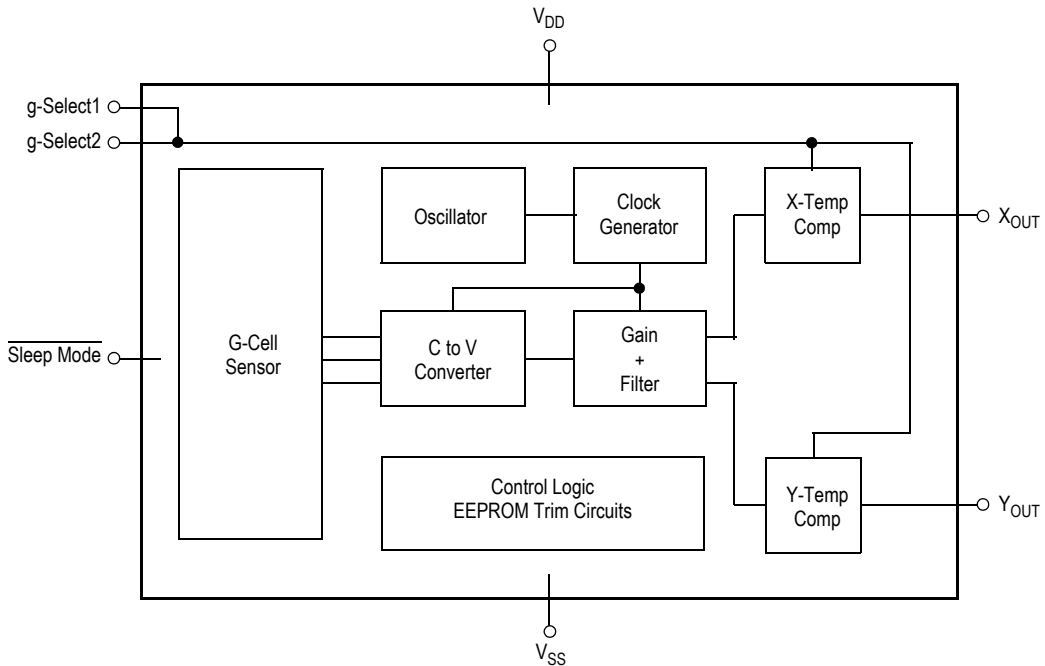 VDD
g-Select1
g-Select2
Oscillator
Clock
Generator
X-Temp
Comp
XOUT
Sleep Mode
G-Cell
Sensor
C to V
Converter
Gain
+
Filter
Control Logic
EEPROM Trim Circuits
Y-Temp
Comp
YOUT
VSS